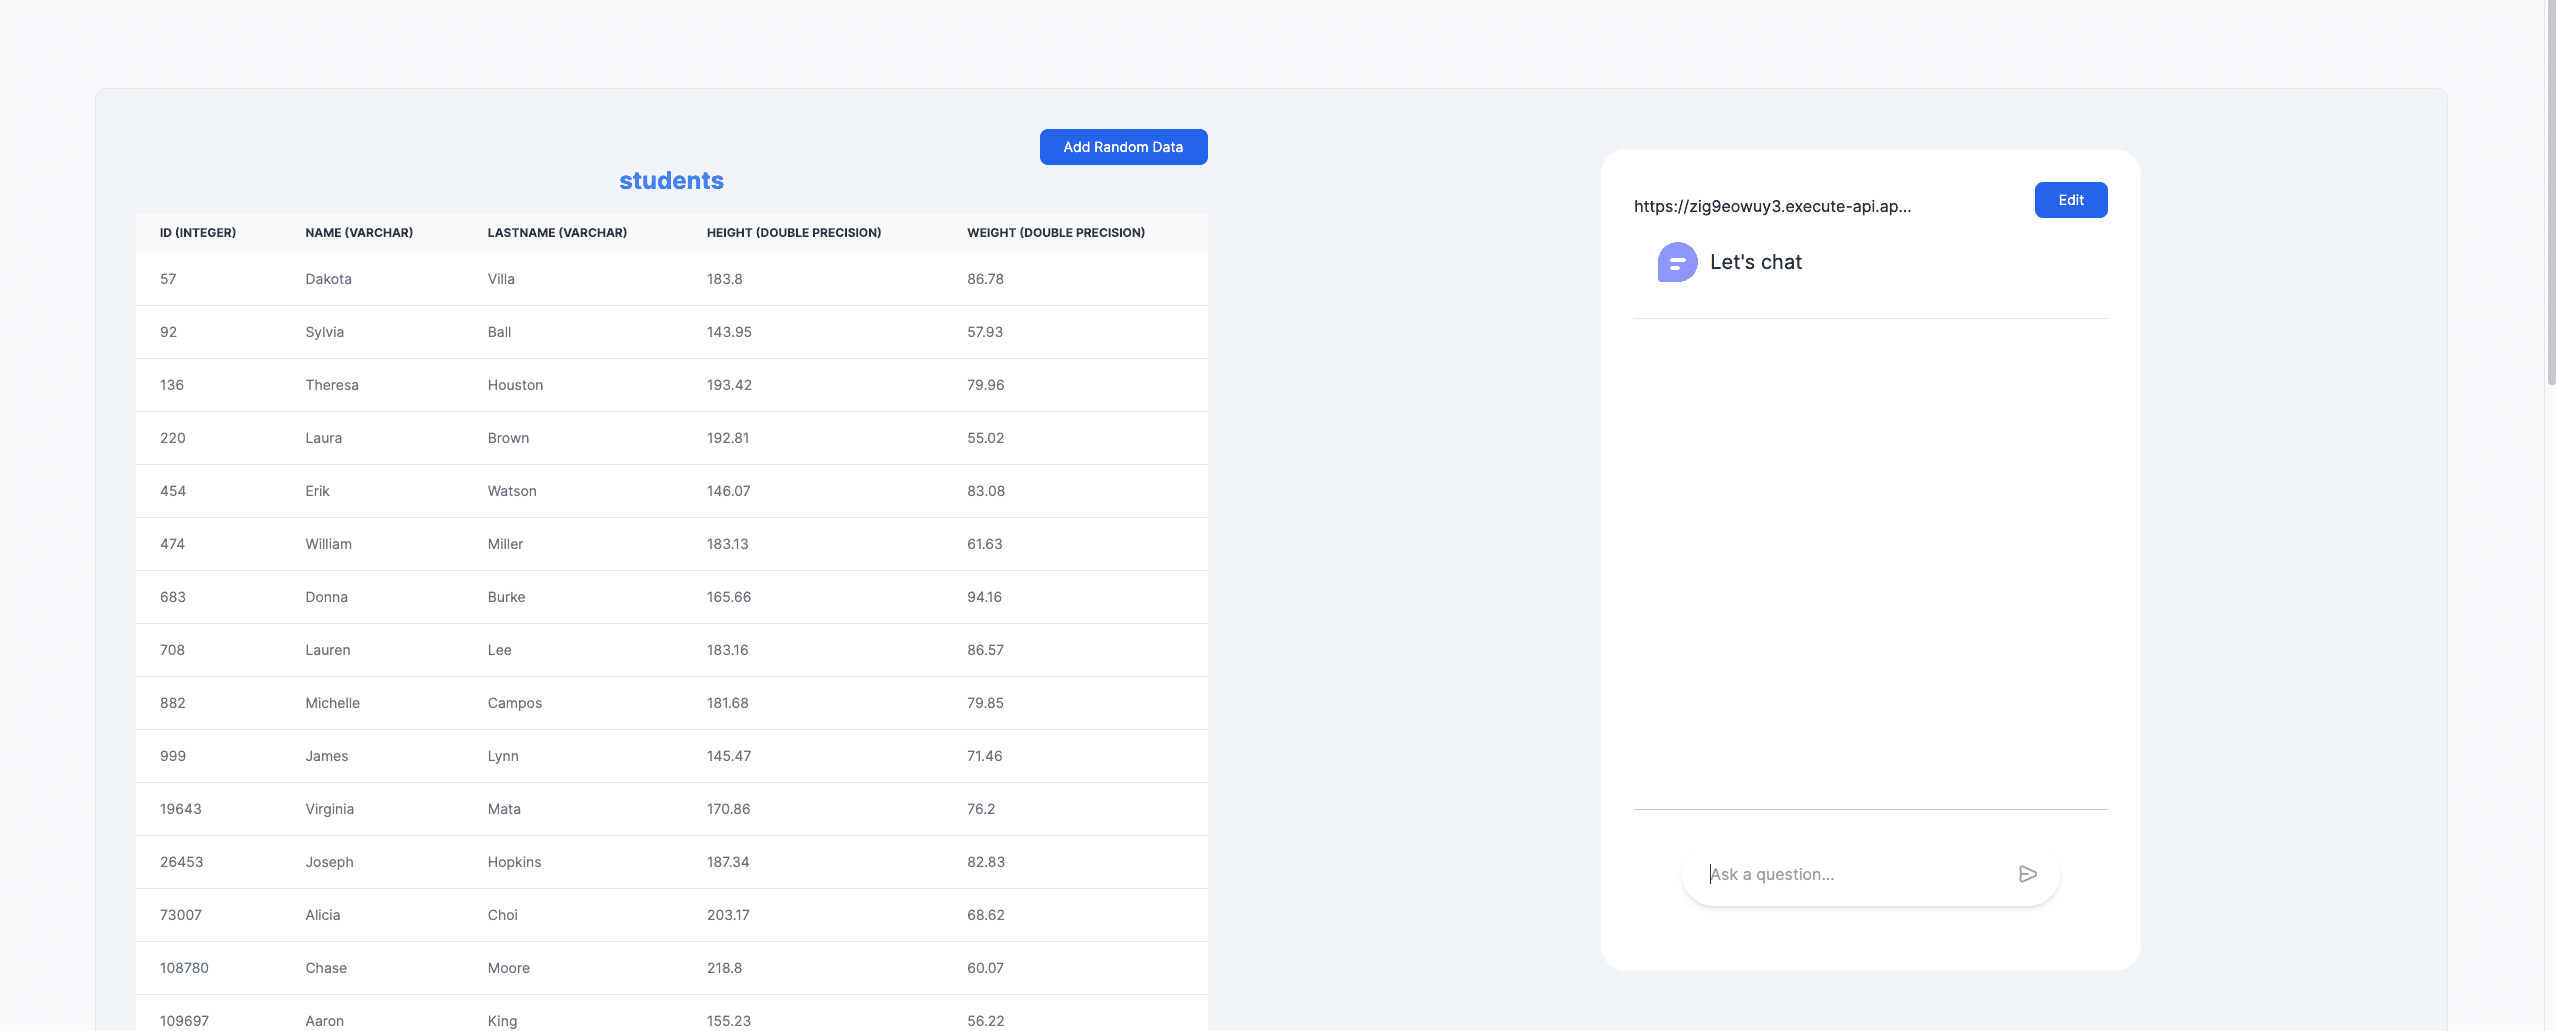 Add Random Data
students
ID (INTEGER) NAME (VARCHAR) LASTNAME (VARCHAR) HEIGHT (DOUBLE PRECISION) WEIGHT (DOUBLE PRECISION)
57 Dakota Villa 183.8 86.78
92 Sylvia Ball 143.95 57.93
136 Theresa Houston 193.42 79.96
220 Laura Brown 192.81 55.02
454 Erik Watson 146.07 83.08
474 William Miller 183.13 61.63
683 Donna Burke 165.66 94.16
708 Lauren Lee 183.16 86.57
882 Michelle Campos 181.68 79.85
999 James Lynn 145.47 71.46
19643 Virginia Mata 170.86 76.2
26453 Joseph Hopkins 187.34 82.83
73007 Alicia Choi 203.17 68.62
108780 Chase Moore 218.8 60.07
109697 Aaron King 155.23 56.22
https://zig9eowuy3.execute-api.ap...
Edit
Let's chat
Ask a question...